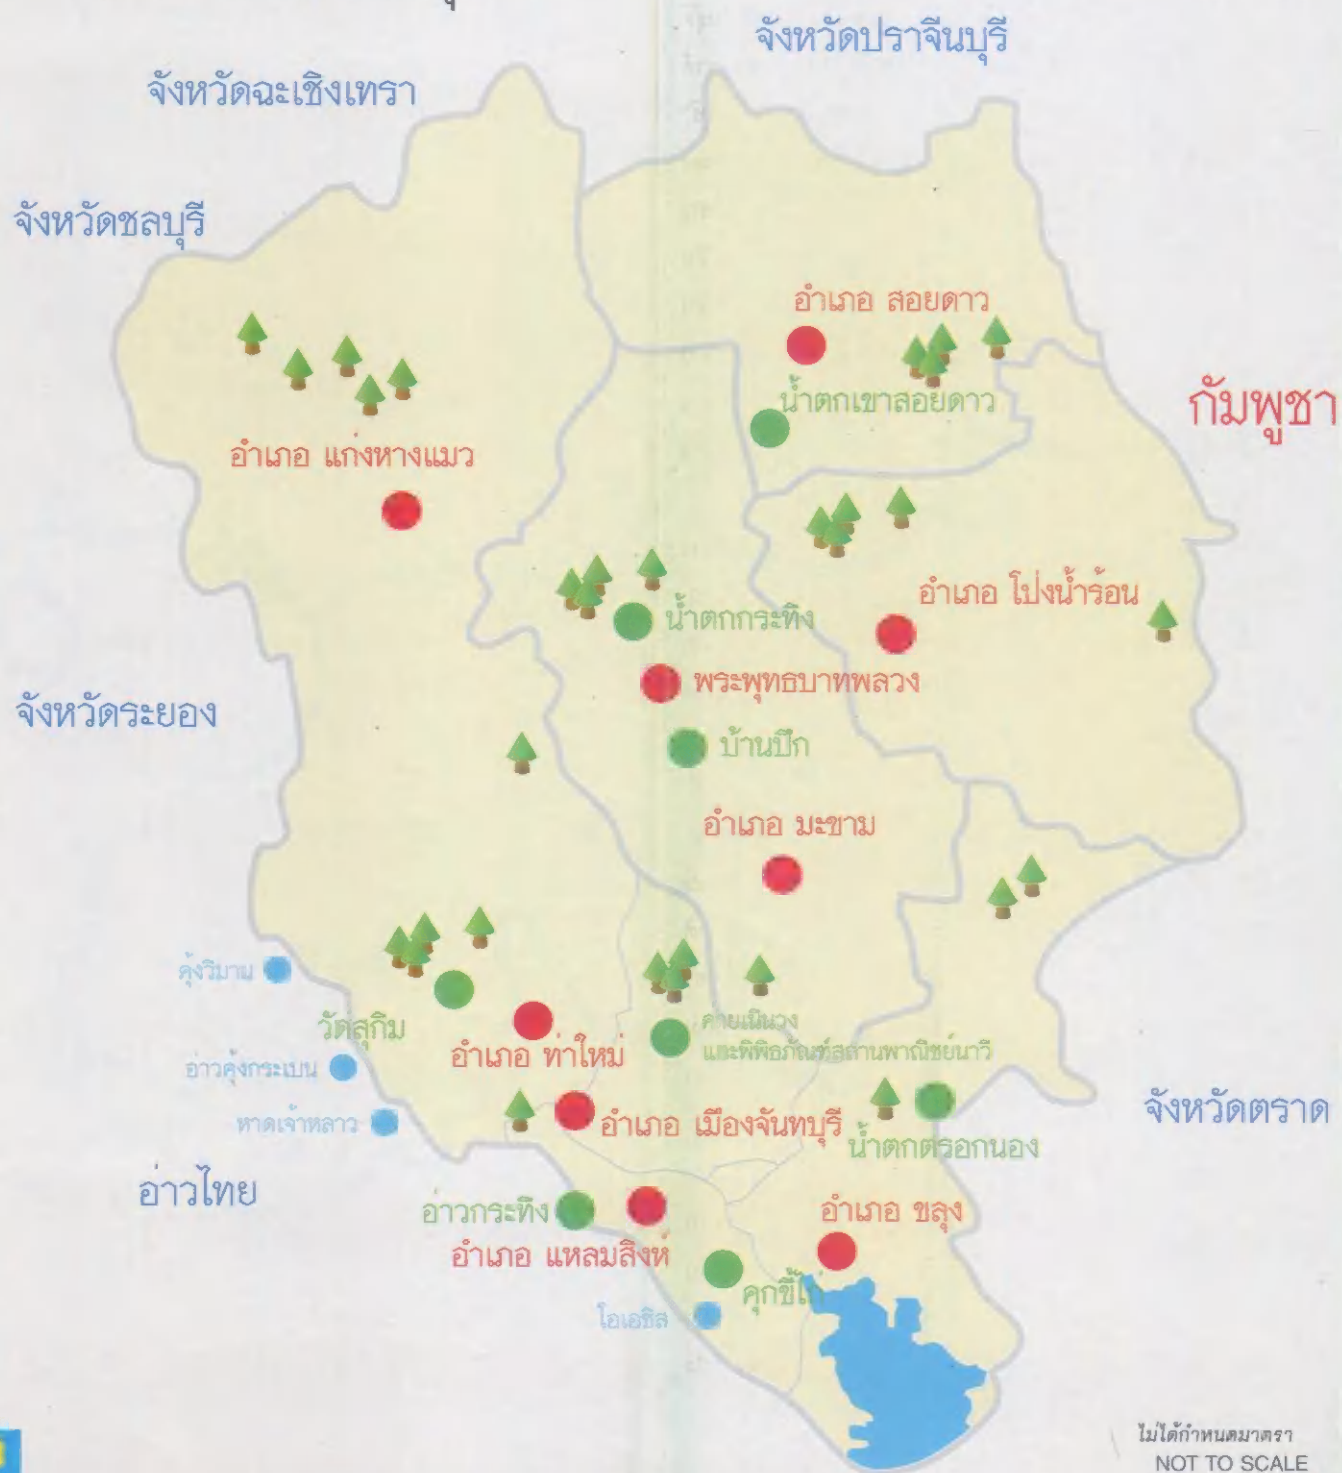 จังหวัดปราจีนบุรี
จังหวัดฉะเชิงเทรา
จังหวัดชลบุรี
อำเภอ สอยดาว
น้ำตกเขาสอยดาว
กัมพูชา
อำเภอ แก่งหางแมว
อำเภอ โป่งน้ำร้อน
น้ำตกกระทิง
พระพุทธบาทพลวง
จังหวัดระยอง
บ้านปึก
อำเภอ มะขาม
คุ้งวิมาน
วัดสุกิม
ค่ายเนินวง
และพิพิธภัณฑ์สถานพาณิชย์นาวี
อำเภอ ท่าใหม่
อ่าวคุ้งกระเบน
หาดเจ้าหลาว
อำเภอ เมืองจันทบุรี
น้ำตกตรอกนอง
จังหวัดตราด
อ่าวไทย
อ่าวกระทิง
อำเภอ ขลุง
อำเภอ แหลมสิงห์
คุกขี้ไก่
โอเอซิส
ไม่ได้กำหนดมาตรา
NOT TO SCALE